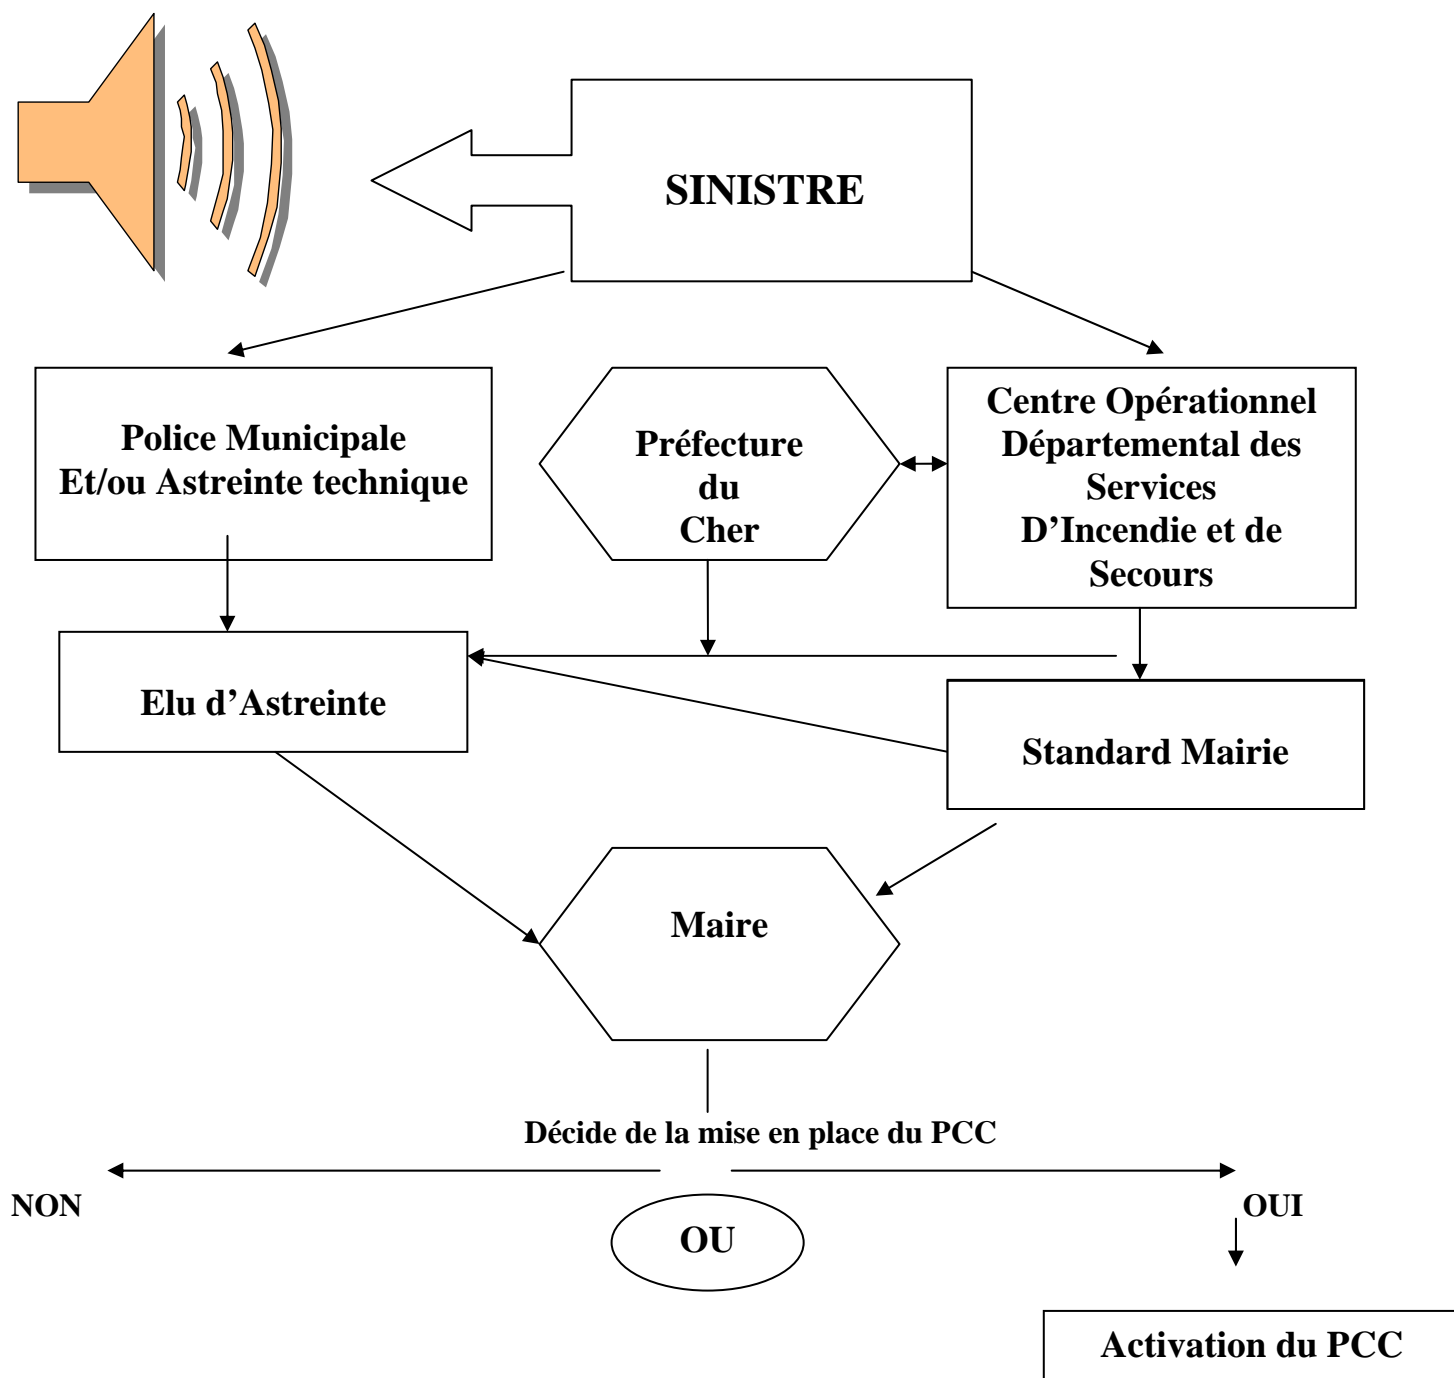 SINISTRE
Police Municipale
Et/ou Astreinte technique
Préfecture
du
Cher
Centre Opérationnel
Départemental des
Services
D’Incendie et de
Secours
Elu d’Astreinte
Standard Mairie
Maire
Décide de la mise en place du PCC
NON
OUI
OU
Activation du PCC